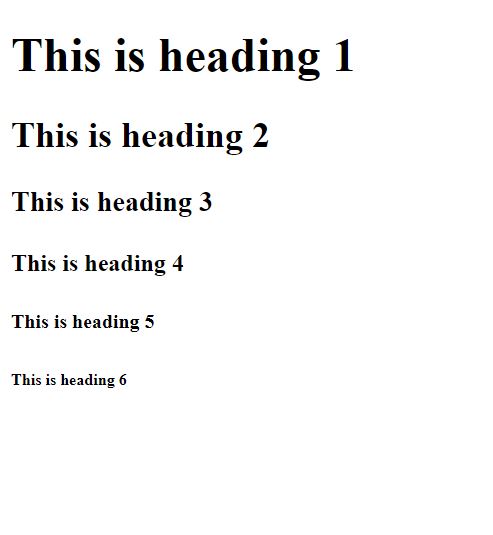 This is heading 1
This is heading 2
This is heading 3
This is heading 4
This is heading 5
This is heading 6